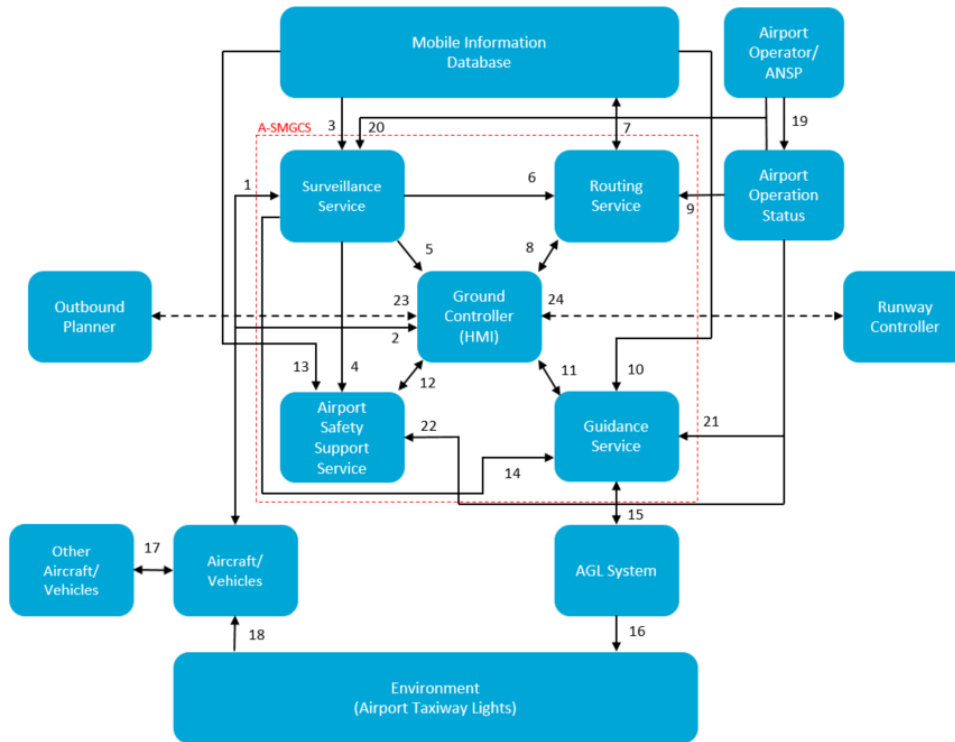 Mobile Information
Database
Airport
Operator/
ANSP
3
20
7
19
A-SMGCS
1
Surveillance
Service
6
Routing
Service
9
Airport
Operation
Status
5
8
Outbound
Planner
23
Ground
Controller
(HMI)
24
Runway
Controller
2
13
4
12
11
10
Airport
Safety
Support
Service
22
Guidance
Service
21
14
15
Other
Aircraft/
Vehicles
17
Aircraft/
Vehicles
AGL System
18
16
Environment
(Airport Taxiway Lights)